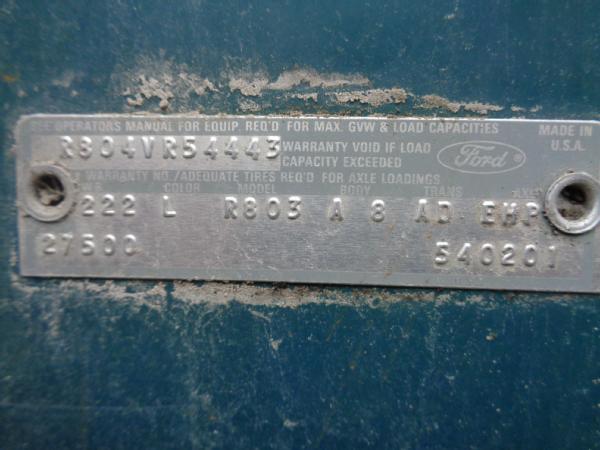 SEE OPERATORS MANUAL FOR EQUIP. REQ'D FOR MAX. GVW & LOAD CAPACITIES MADE IN U.S.A.
R804VR54443 WARRANTY VOID IF LOAD CAPACITY EXCEEDED Ford
WARRANTY NO./ADEQUATE TIRES REQ'D FOR AXLE LOADINGS
W.B. COLOR MODEL BODY TRANS AXLE
222 L R803 A 8 AD EHP
27500 540201